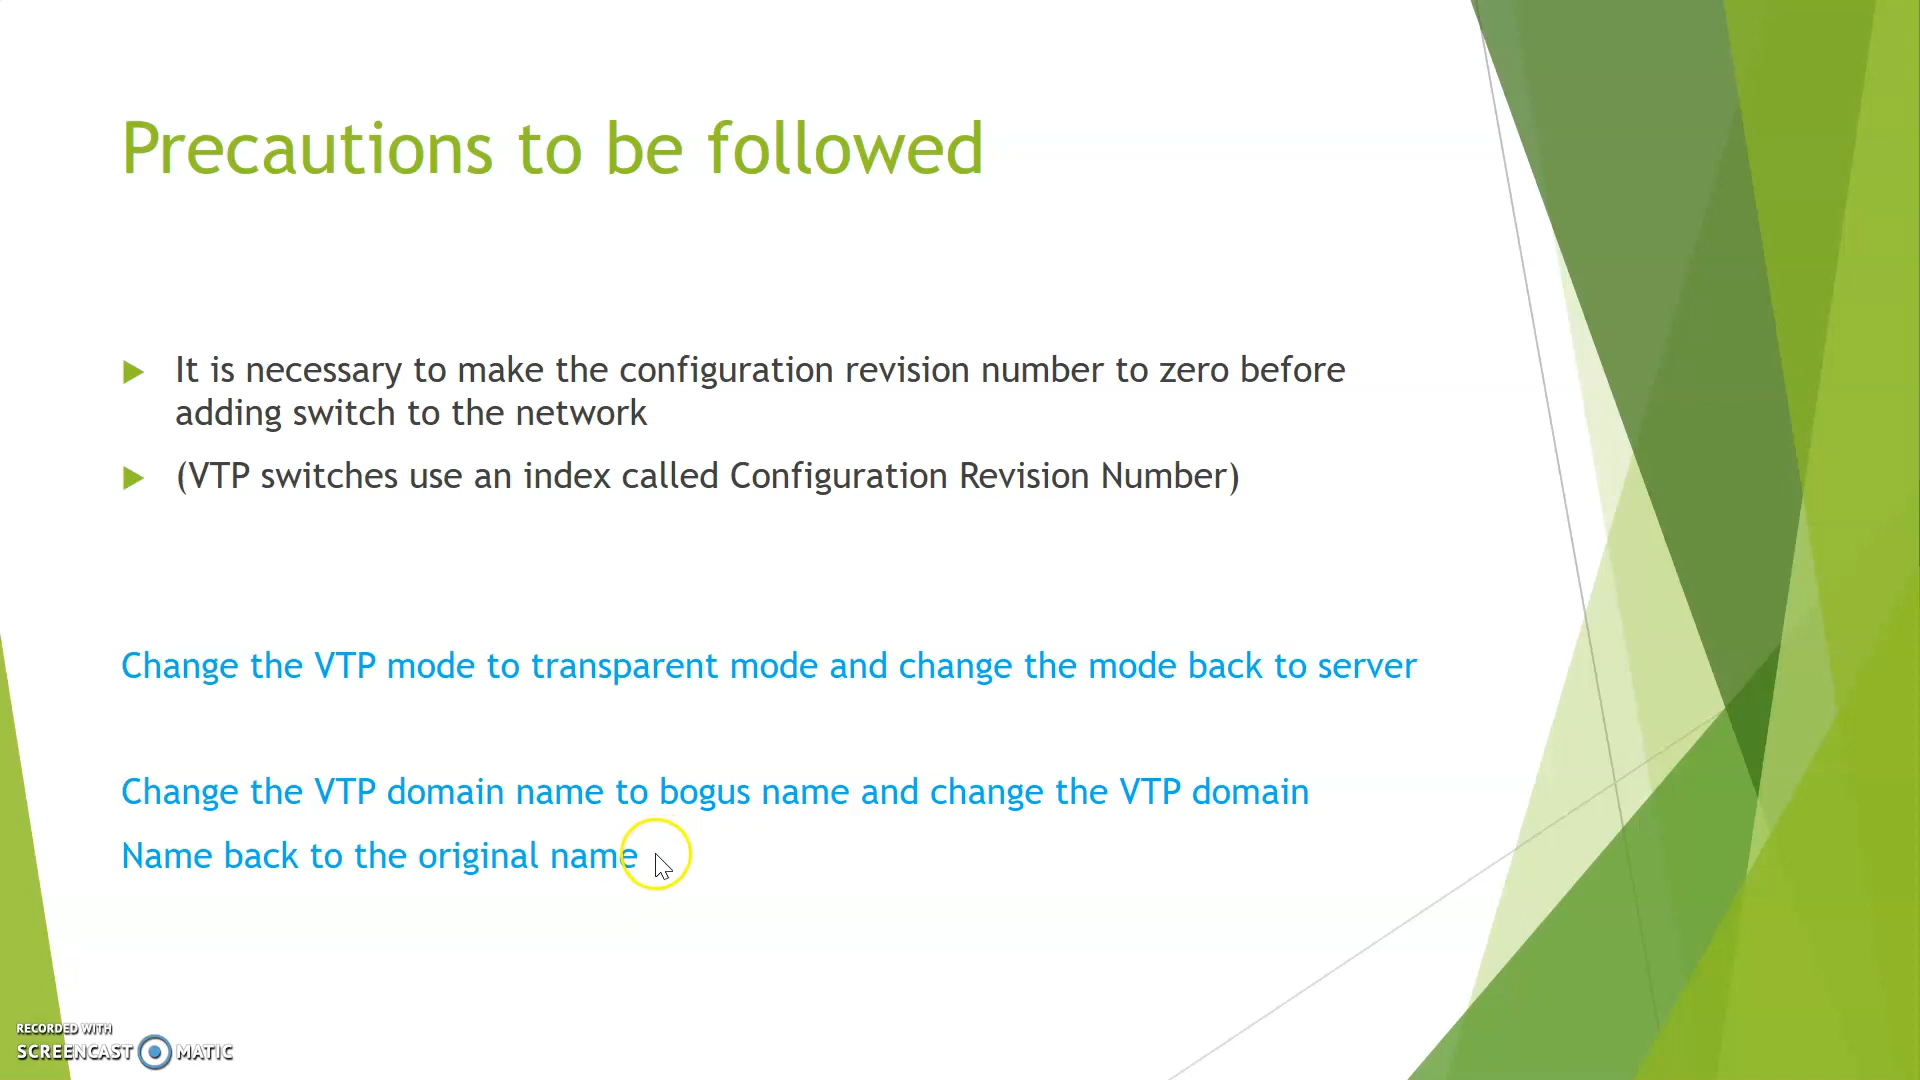 Precautions to be followed
It is necessary to make the configuration revision number to zero before
adding switch to the network
(VTP switches use an index called Configuration Revision Number)
Change the VTP mode to transparent mode and change the mode back to server
Change the VTP domain name to bogus name and change the VTP domain
Name back to the original name
RECORDED WITH
SCREENCAST MATIC